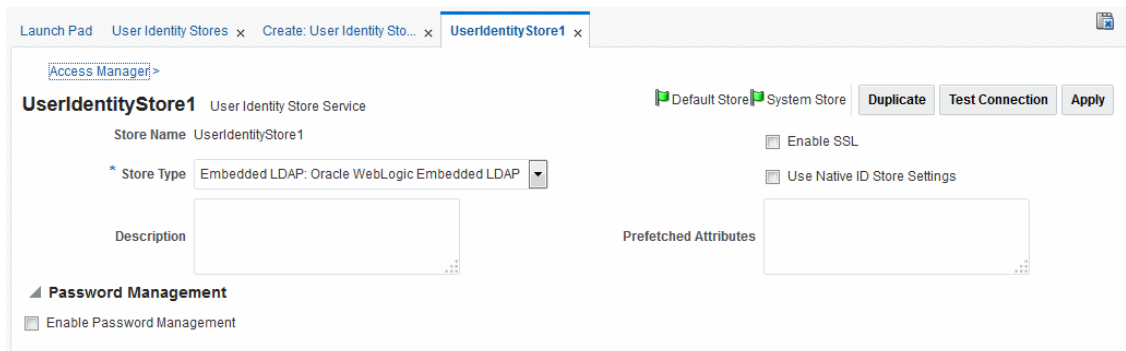 Launch Pad User Identity Stores x Create: User Identity Sto... x UserIdentityStore1 x
Access Manager >
UserIdentityStore1 User Identity Store Service Default Store System Store Duplicate Test Connection Apply
Store Name UserIdentityStore1
Enable SSL
* Store Type Embedded LDAP: Oracle WebLogic Embedded LDAP
Use Native ID Store Settings
Description
Prefetched Attributes
Password Management
Enable Password Management